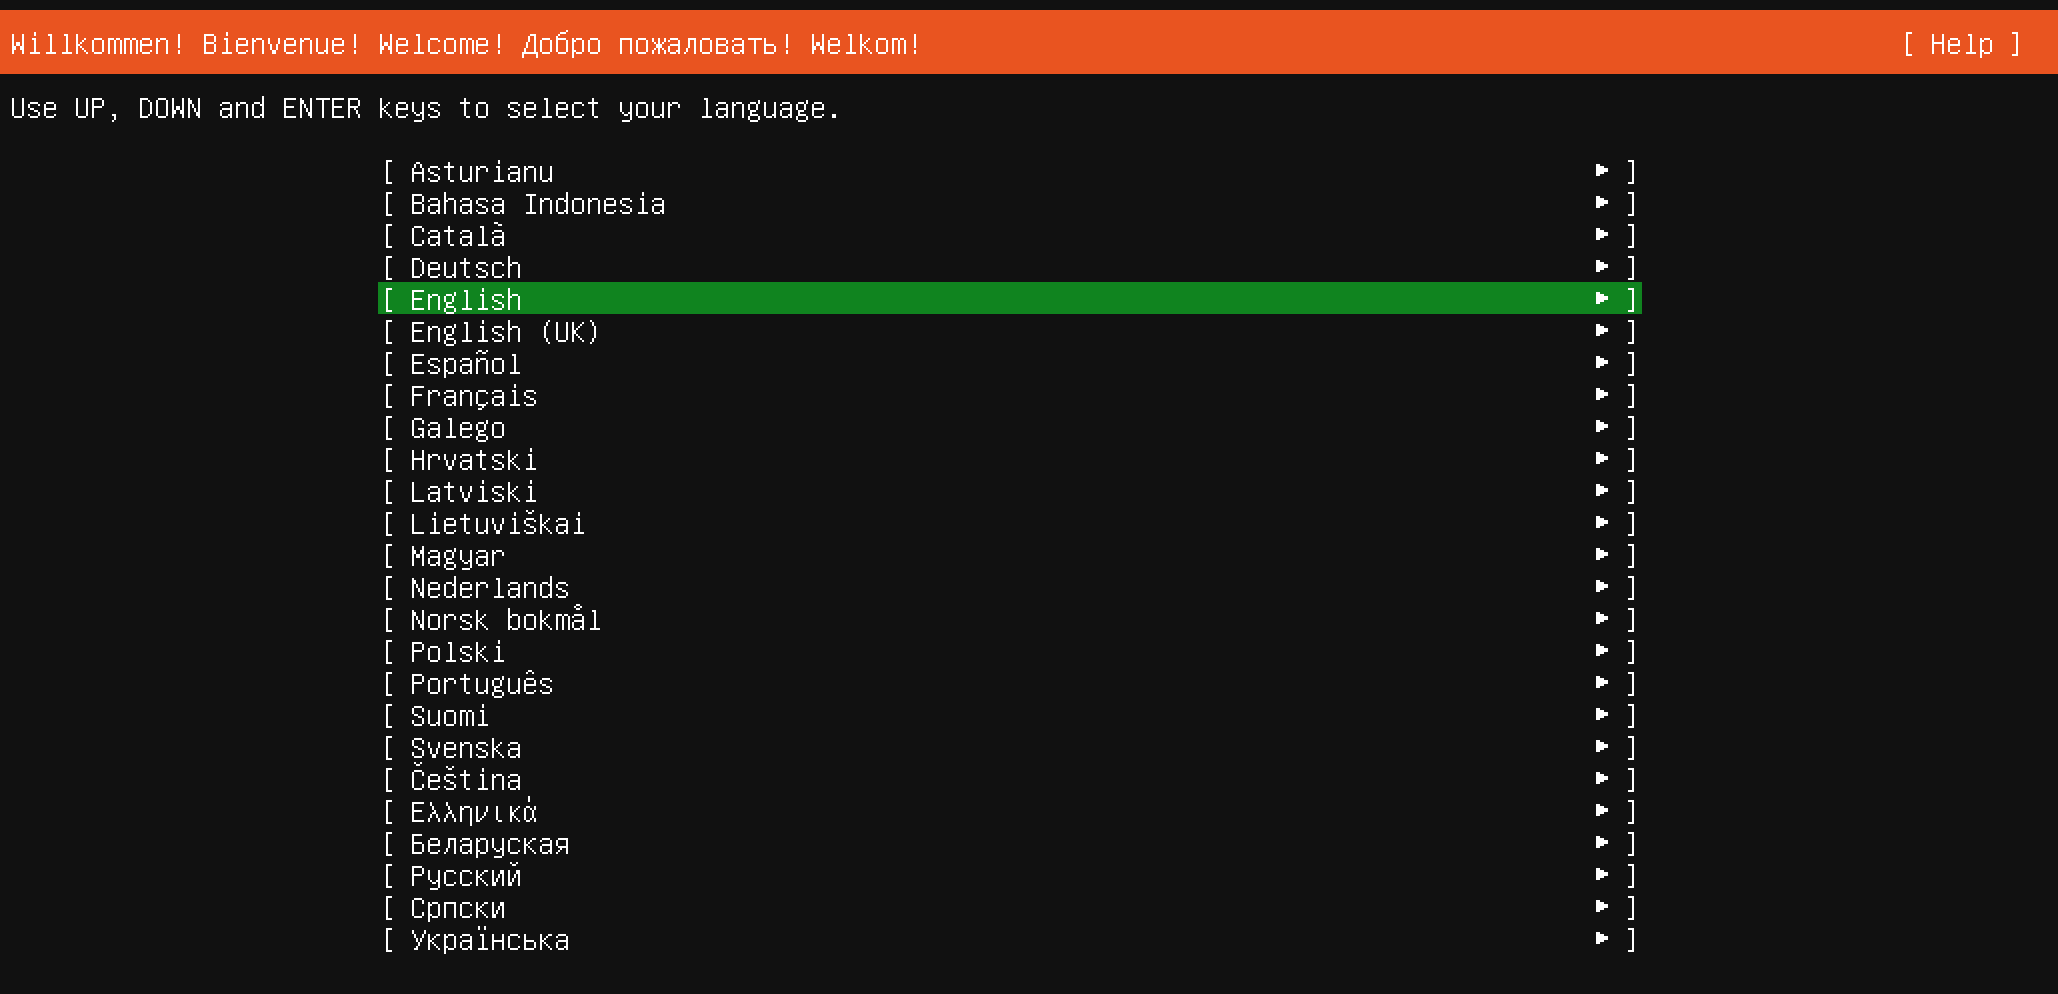 Willkommen! Bienvenue! Welcome! Добро пожаловать! Welkom! [ Help ]
Use UP, DOWN and ENTER keys to select your language.
[ Asturianu ▸ ]
[ Bahasa Indonesia ▸ ]
[ Català ▸ ]
[ Deutsch ▸ ]
[ English ▸ ]
[ English (UK) ▸ ]
[ Español ▸ ]
[ Français ▸ ]
[ Galego ▸ ]
[ Hrvatski ▸ ]
[ Latviski ▸ ]
[ Lietuviškai ▸ ]
[ Magyar ▸ ]
[ Nederlands ▸ ]
[ Norsk bokmål ▸ ]
[ Polski ▸ ]
[ Português ▸ ]
[ Suomi ▸ ]
[ Svenska ▸ ]
[ Čeština ▸ ]
[ Ελληνικά ▸ ]
[ Беларуская ▸ ]
[ Русский ▸ ]
[ Српски ▸ ]
[ Українська ▸ ]